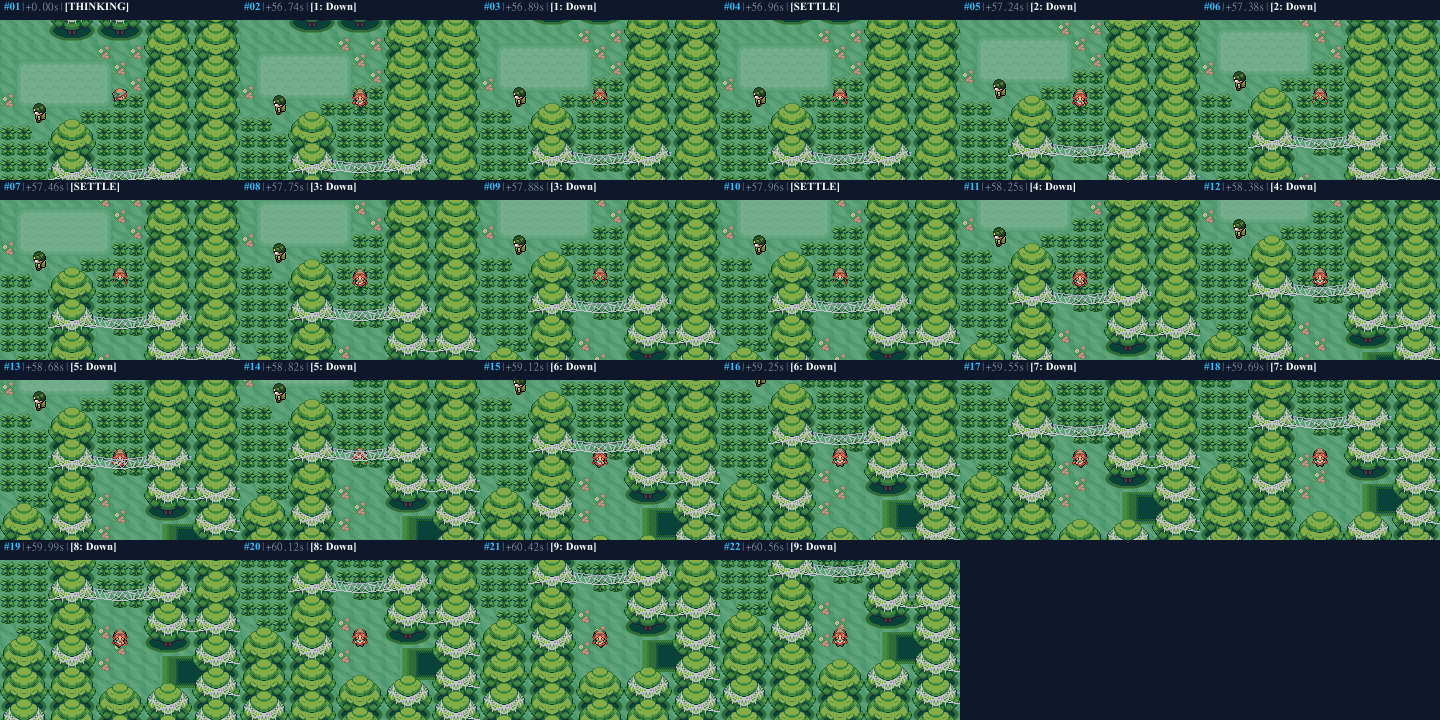 #01|+0.00s|[THINKING]
#02|+56.74s|[1: Down]
#03|+56.89s|[1: Down]
#04|+56.96s|[SETTLE]
#05|+57.24s|[2: Down]
#06|+57.38s|[2: Down]
#07|+57.46s|[SETTLE]
#08|+57.75s|[3: Down]
#09|+57.88s|[3: Down]
#10|+57.96s|[SETTLE]
#11|+58.25s|[4: Down]
#12|+58.38s|[4: Down]
#13|+58.68s|[5: Down]
#14|+58.82s|[5: Down]
#15|+59.12s|[6: Down]
#16|+59.25s|[6: Down]
#17|+59.55s|[7: Down]
#18|+59.69s|[7: Down]
#19|+59.99s|[8: Down]
#20|+60.12s|[8: Down]
#21|+60.42s|[9: Down]
#22|+60.56s|[9: Down]